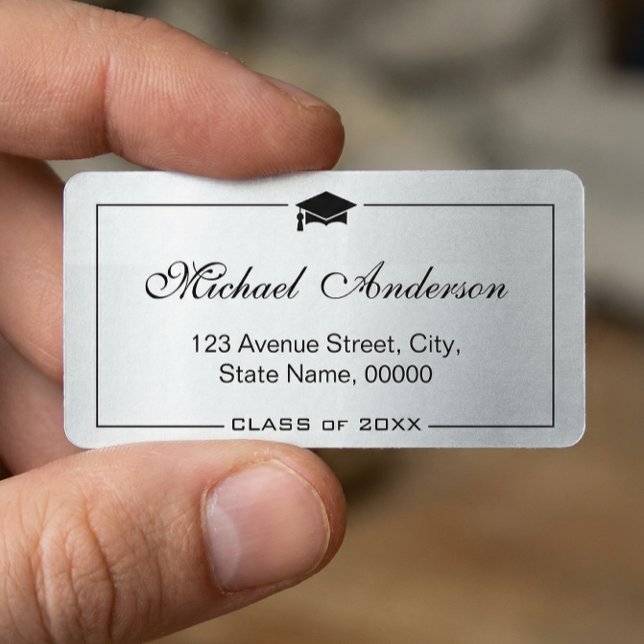 Michael Anderson
123 Avenue Street, City,
State Name, 00000
CLASS OF 20XX